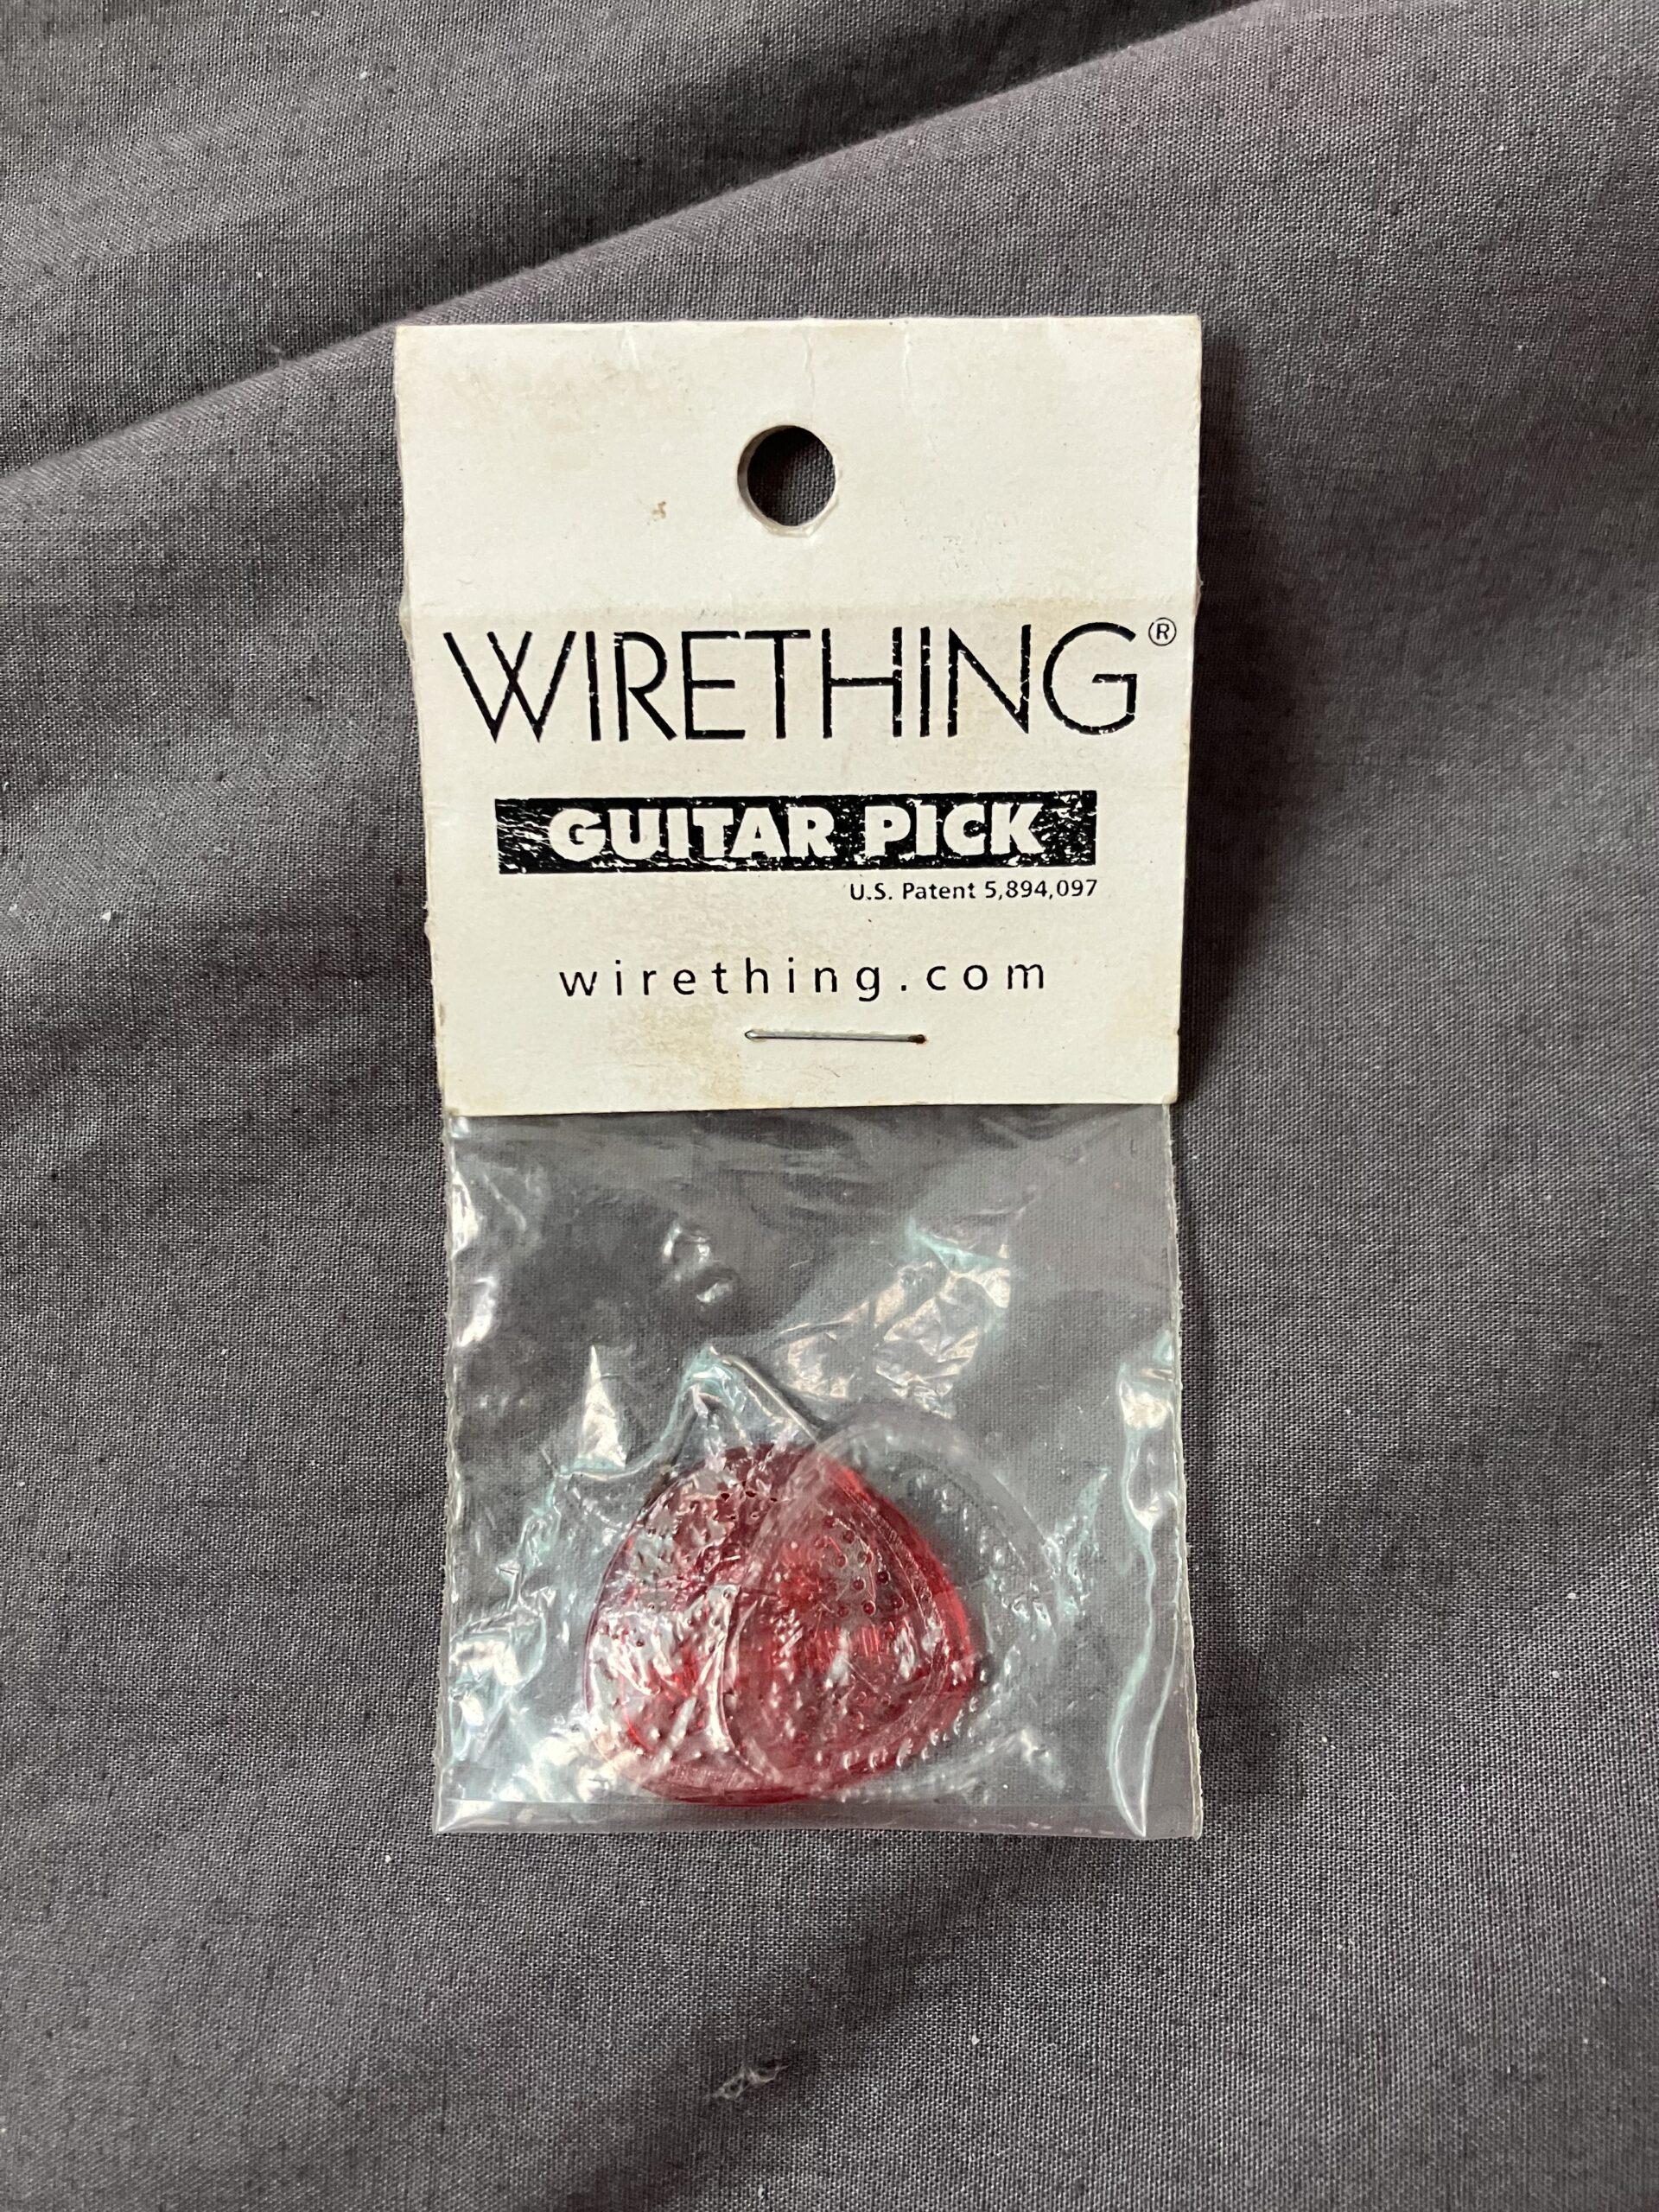 WIRETHING®
GUITAR PICK
U.S. Patent 5,894,097
wirething.com